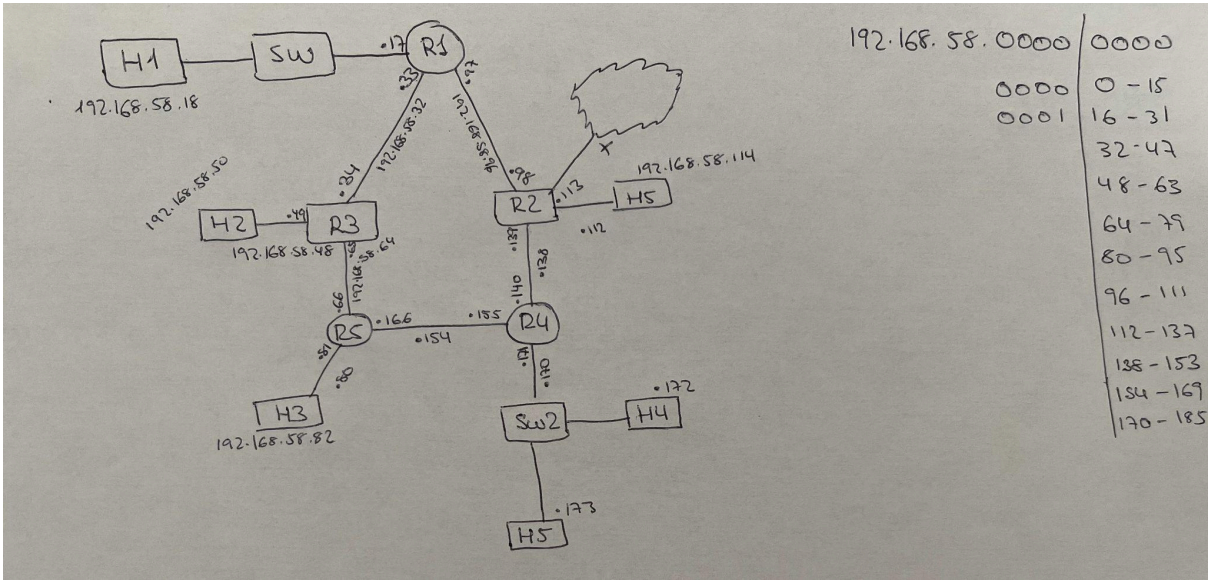 H1
SW
.17
R1
192.168.58.18
.33
.97
192.168.58.32
192.168.58.96
.34
.98
x
192.168.58.114
192.168.58.50
H2
.49
R3
192.168.58.48
.65
192.168.58.64
R2
.113
H5
.112
.139
.138
.66
.140
R5
.166
.155
R4
.154
.81
.80
.171
.170
H3
192.168.58.82
SW2
.172
H4
.173
H5
192.168.58.0000 | 0000
0000 | 0-15
0001 | 16-31
32-47
48-63
64-79
80-95
96-111
112-137
138-153
154-169
170-185